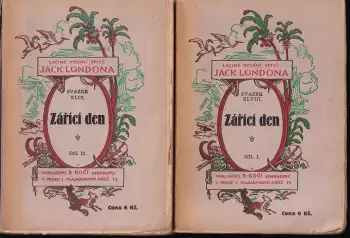 LACINÉ VYDÁNÍ SPISŮ
JACK LONDONA
SVAZEK
XLIX.
Zářící den
DÍL II.
NAKLADATEL B. KOČÍ KNIHKUPEC
V PRAZE I. MASARYKOVO NÁBŘ. 14
Cena 6 Kč.
LACINÉ VYDÁNÍ SPISŮ
JACK LONDONA
SVAZEK
XLVIII.
Zářící den
DÍL I.
NAKLADATEL B. KOČÍ KNIHKUPEC
V PRAZE I. MASARYKOVO NÁBŘ. 14
Cena 6 Kč.